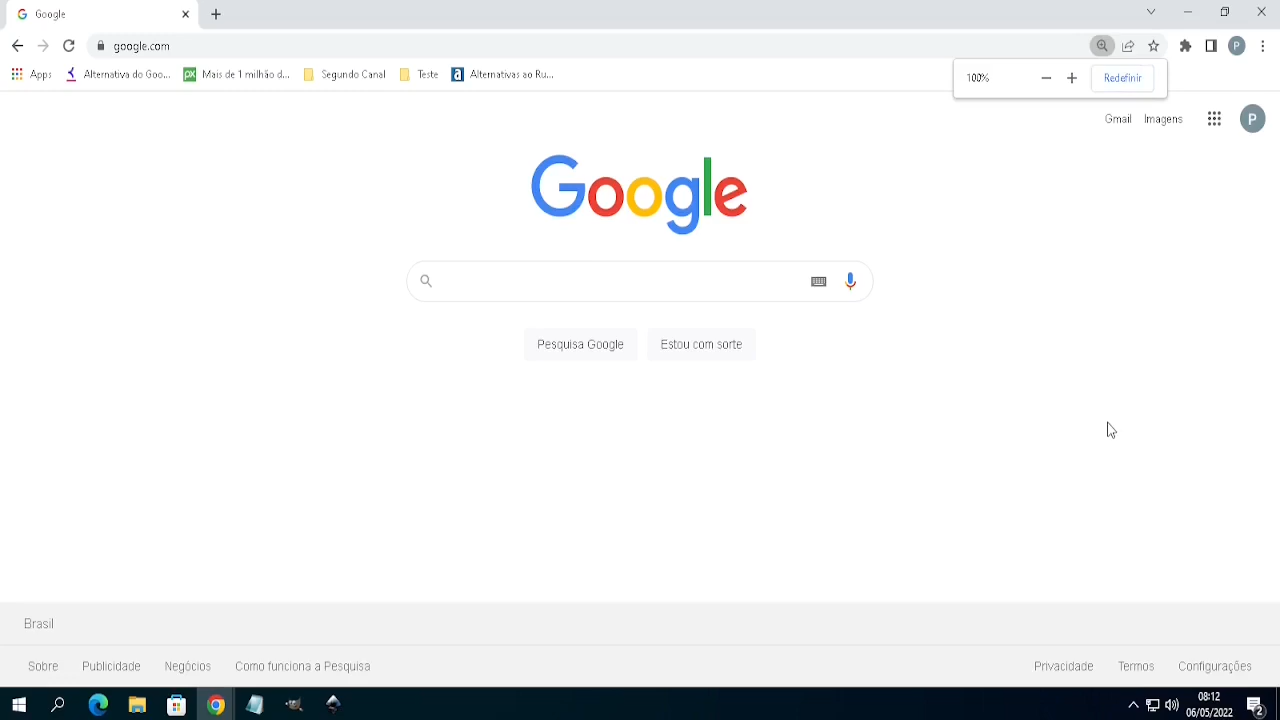 Google
google.com
Apps
Alternativa do Goo...
px
Mais de 1 milhão d...
Segundo Canal
Teste
a
Alternativas ao Ru...
100%
Redefinir
P
Gmail
Imagens
P
Google
Pesquisa Google
Estou com sorte
Brasil
Sobre
Publicidade
Negócios
Como funciona a Pesquisa
Privacidade
Termos
Configurações
08:12
06/05/2022
2